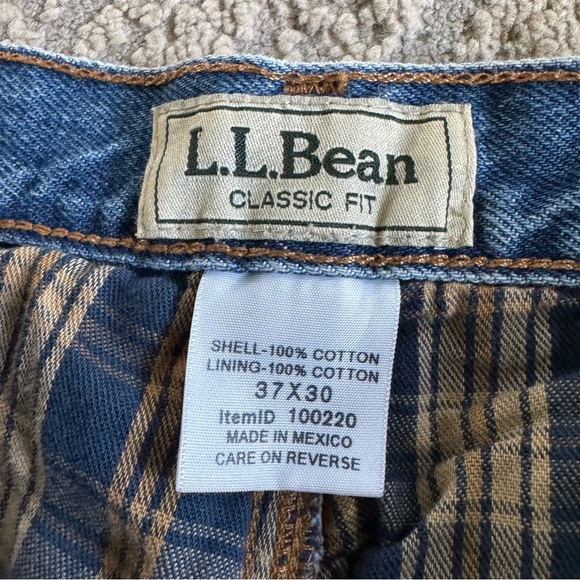 L.L.Bean
CLASSIC FIT
SHELL-100% COTTON
LINING-100% COTTON
37X30
ItemID 100220
MADE IN MEXICO
CARE ON REVERSE